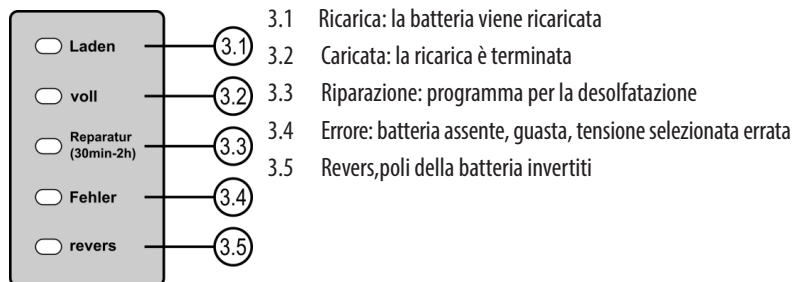 Laden
3.1
voll
3.2
Reparatur
(30min-2h)
3.3
Fehler
3.4
revers
3.5
3.1 Ricarica: la batteria viene ricaricata
3.2 Caricata: la ricarica è terminata
3.3 Riparazione: programma per la desolfatazione
3.4 Errore: batteria assente, guasta, tensione selezionata errata
3.5 Revers,poli della batteria invertiti